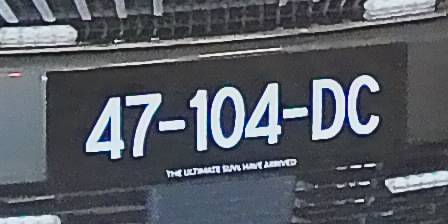 47-104-DC
THE ULTIMATE SUVs HAVE ARRIVED